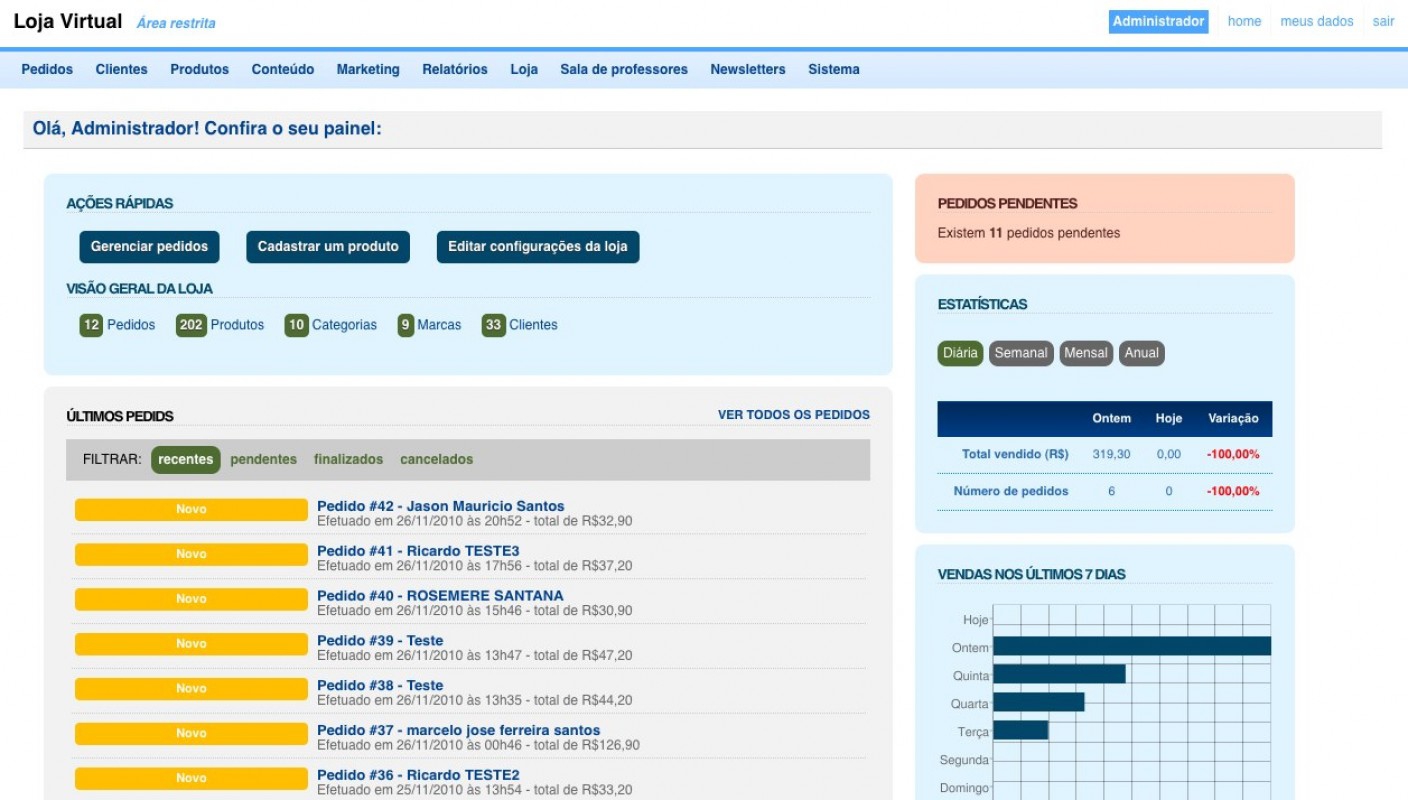 Loja Virtual Área restrita
Administrador home meus dados sair
Pedidos Clientes Produtos Conteúdo Marketing Relatórios Loja Sala de professores Newsletters Sistema
Olá, Administrador! Confira o seu painel:
AÇÕES RÁPIDAS
Gerenciar pedidos Cadastrar um produto Editar configurações da loja
VISÃO GERAL DA LOJA
12 Pedidos 202 Produtos 10 Categorias 9 Marcas 33 Clientes
ÚLTIMOS PEDIDS VER TODOS OS PEDIDOS
FILTRAR: recentes pendentes finalizados cancelados
Novo Pedido #42 - Jason Mauricio Santos
Efetuado em 26/11/2010 às 20h52 - total de R$32,90
Novo Pedido #41 - Ricardo TESTE3
Efetuado em 26/11/2010 às 17h56 - total de R$37,20
Novo Pedido #40 - ROSEMERE SANTANA
Efetuado em 26/11/2010 às 15h46 - total de R$30,90
Novo Pedido #39 - Teste
Efetuado em 26/11/2010 às 13h47 - total de R$47,20
Novo Pedido #38 - Teste
Efetuado em 26/11/2010 às 13h35 - total de R$44,20
Novo Pedido #37 - marcelo jose ferreira santos
Efetuado em 26/11/2010 às 00h46 - total de R$126,90
Novo Pedido #36 - Ricardo TESTE2
Efetuado em 25/11/2010 às 13h54 - total de R$33,20
PEDIDOS PENDENTES
Existem 11 pedidos pendentes
ESTATÍSTICAS
Diária Semanal Mensal Anual
Ontem Hoje Variação
Total vendido (R$) 319,30 0,00 -100,00%
Número de pedidos 6 0 -100,00%
VENDAS NOS ÚLTIMOS 7 DIAS
Hoje
Ontem
Quinta
Quarta
Terça
Segunda
Domingo